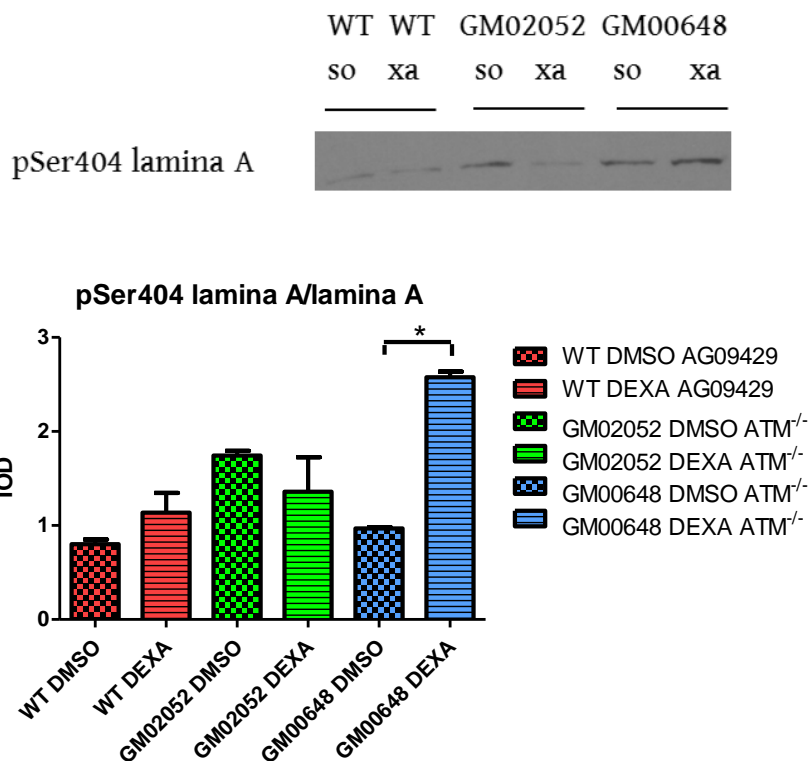 WT WT GM02052 GM00648
so xa so xa so xa
pSer404 lamina A
pSer404 lamina A/lamina A
3
2
1
0
IOD
*
WT DMSO
WT DEXA
GM02052 DMSO
GM02052 DEXA
GM00648 DMSO
GM00648 DEXA
WT DMSO AG09429
WT DEXA AG09429
GM02052 DMSO ATM-/-
GM02052 DEXA ATM-/-
GM00648 DMSO ATM-/-
GM00648 DEXA ATM-/-